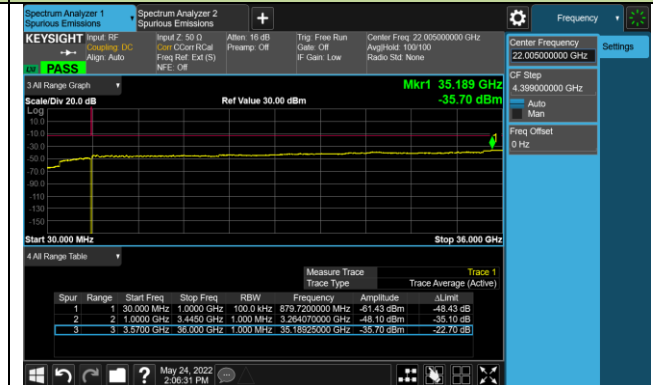 Spectrum Analyzer 1
Spurious Emissions
Spectrum Analyzer 2
Spurious Emissions
+
Frequency
KEYSIGHT
Input: RF
Coupling: DC
Align: Auto
Input Z: 50 Ω
Corr CCorr RCal
Freq Ref: Ext (S)
NFE: Off
Atten: 16 dB
Preamp: Off
Trig: Free Run
Gate: Off
IF Gain: Low
Center Freq: 22.005000000 GHz
Avg|Hold: 100/100
Radio Std: None
PASS
Center Frequency
22.005000000 GHz
Settings
CF Step
4.399000000 GHz
Auto
Man
Freq Offset
0 Hz
3 All Range Graph
Mkr1 35.189 GHz
Scale/Div 20.0 dB
Ref Value 30.00 dBm
-35.70 dBm
Log
10.0
-10.0
-30.0
-50.0
-70.0
-90.0
-110
-130
-150
1
Start 30.000 MHz
Stop 36.000 GHz
4 All Range Table
Measure Trace Trace 1
Trace Type Trace Average (Active)
Spur Range Start Freq Stop Freq RBW Frequency Amplitude ΔLimit
1 1 30.000 MHz 1.0000 GHz 100.0 kHz 879.7200000 MHz -61.43 dBm -48.43 dB
2 2 1.0000 GHz 3.4450 GHz 1.000 MHz 3.264070000 GHz -48.10 dBm -35.10 dB
3 3 3.5700 GHz 36.000 GHz 1.000 MHz 35.18925000 GHz -35.70 dBm -22.70 dB
?
May 24, 2022
2:06:31 PM